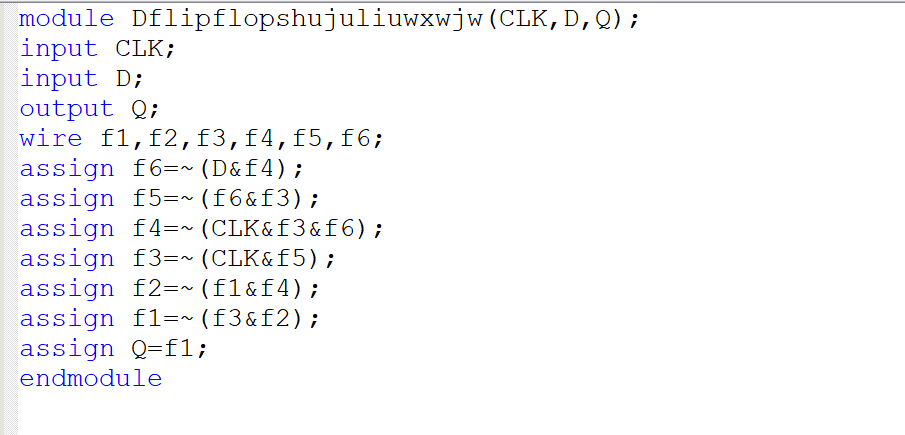 module Dflipflopshujuliuwxwjw(CLK,D,Q);
input CLK;
input D;
output Q;
wire f1,f2,f3,f4,f5,f6;
assign f6=~(D&f4);
assign f5=~(f6&f3);
assign f4=~(CLK&f3&f6);
assign f3=~(CLK&f5);
assign f2=~(f1&f4);
assign f1=~(f3&f2);
assign Q=f1;
endmodule